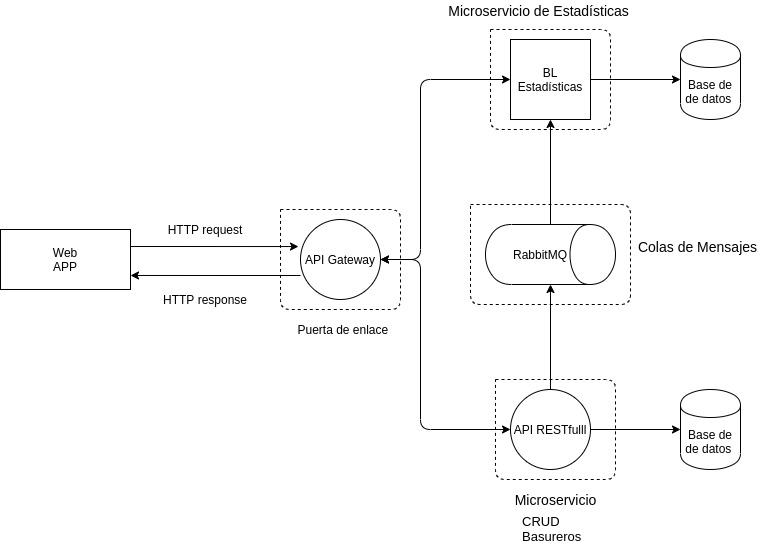 Microservicio de Estadísticas
BL
Estadísticas
Base de
de datos
HTTP request
Web
APP
API Gateway
HTTP response
Puerta de enlace
RabbitMQ
Colas de Mensajes
API RESTfulll
Base de
de datos
Microservicio
CRUD
Basureros